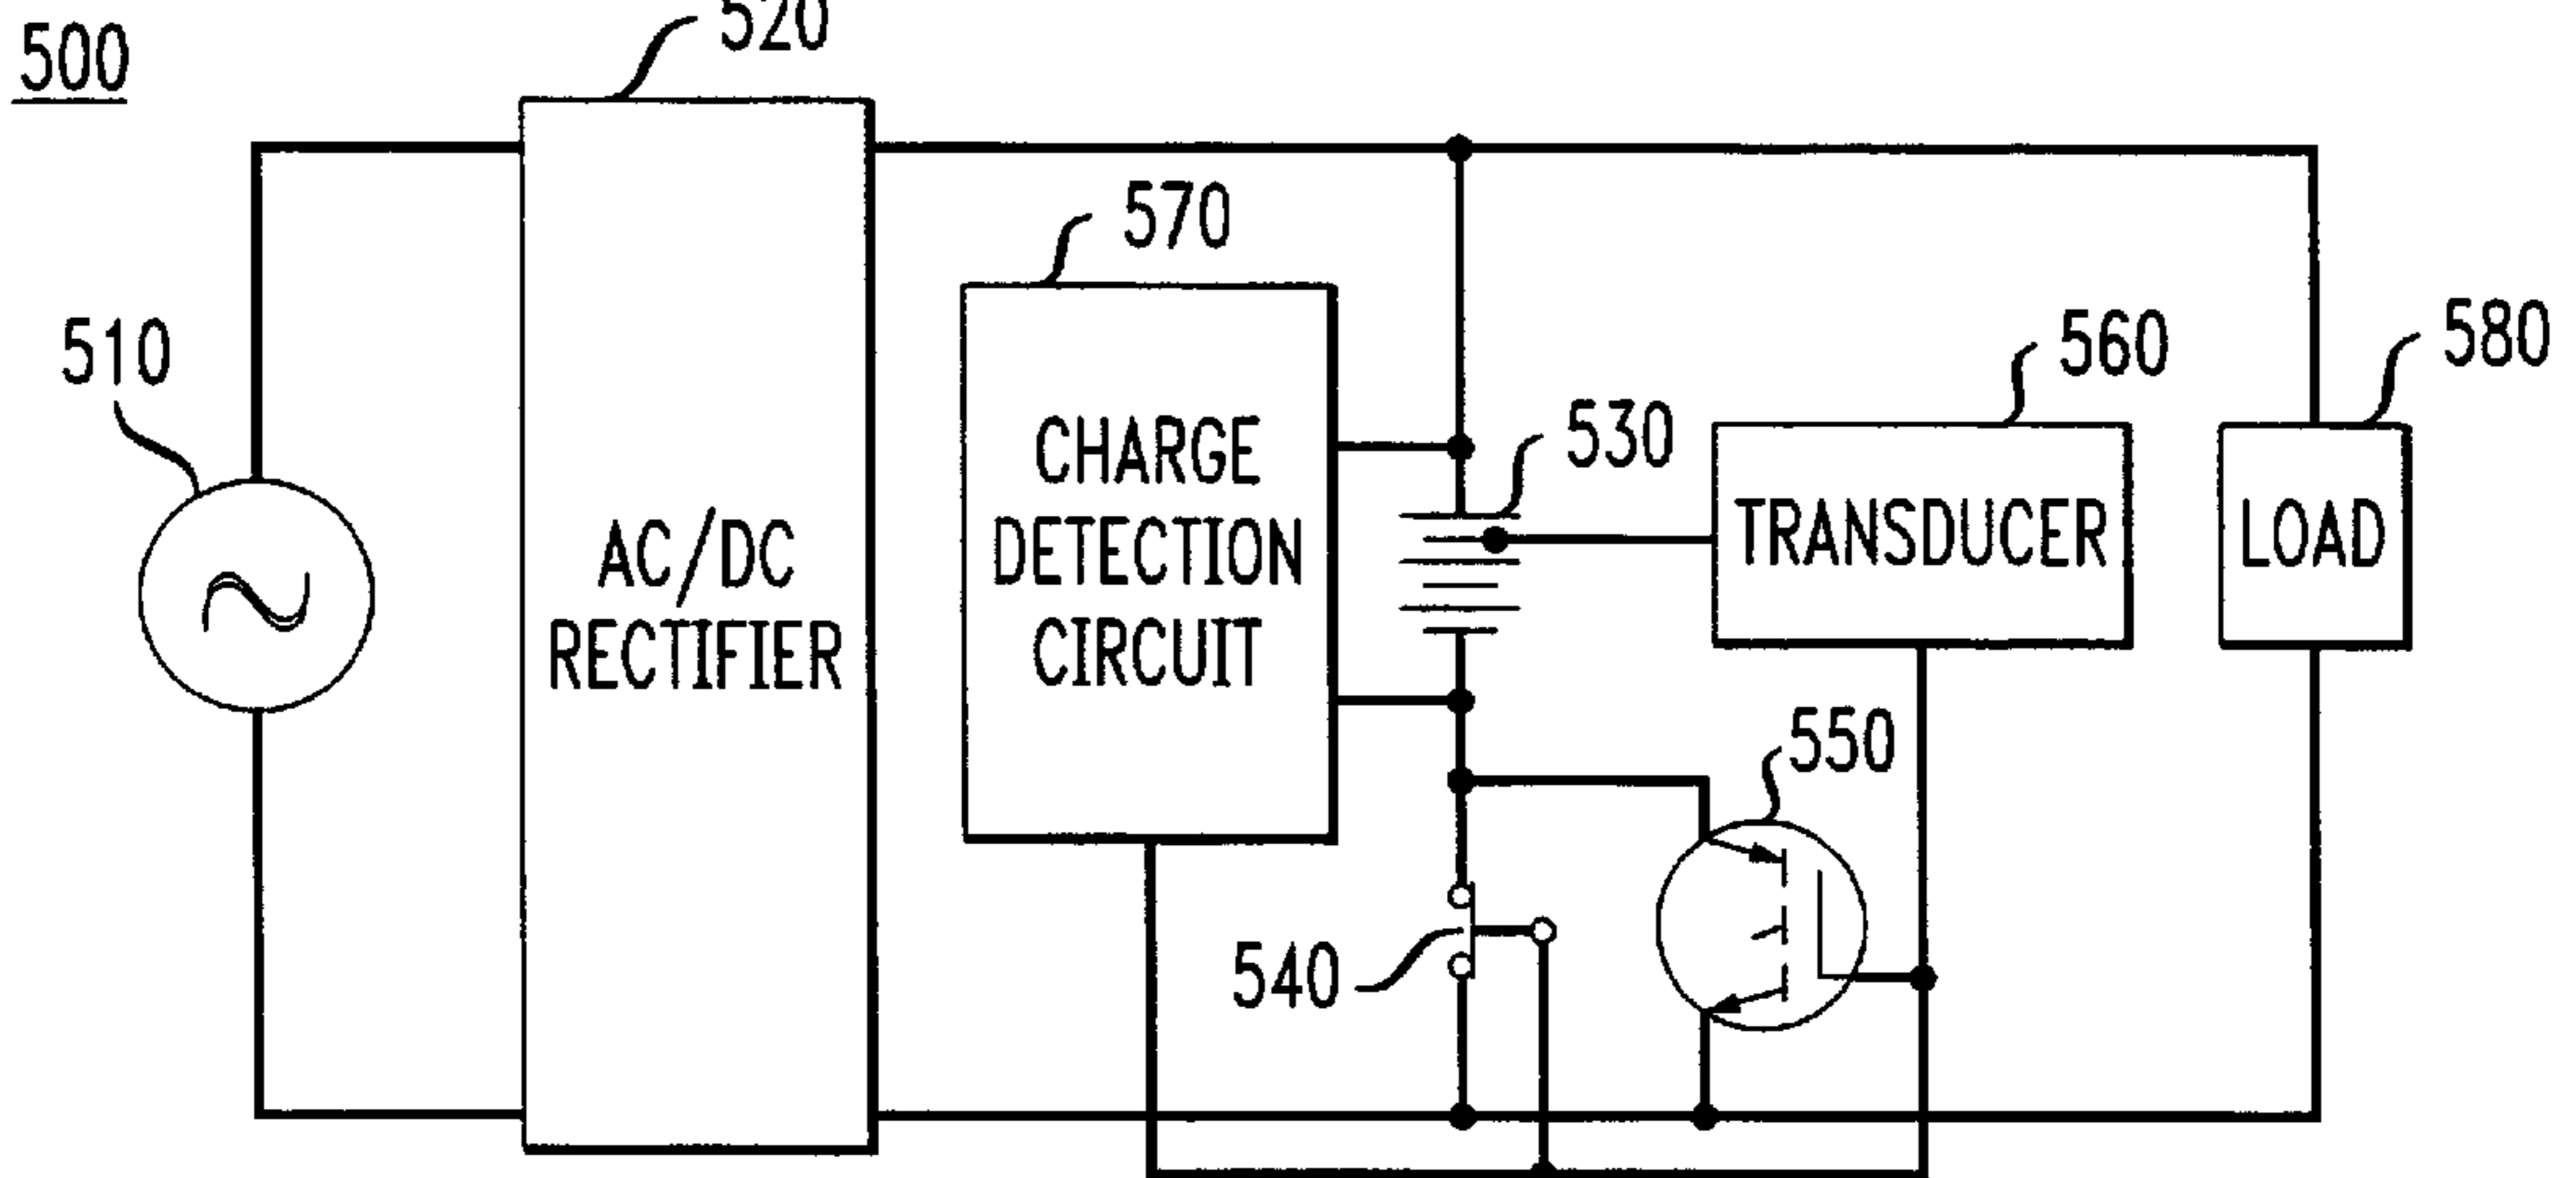 500
520
570
510
560
580
530
CHARGE
DETECTION
CIRCUIT
AC/DC
RECTIFIER
TRANSDUCER
LOAD
550
540